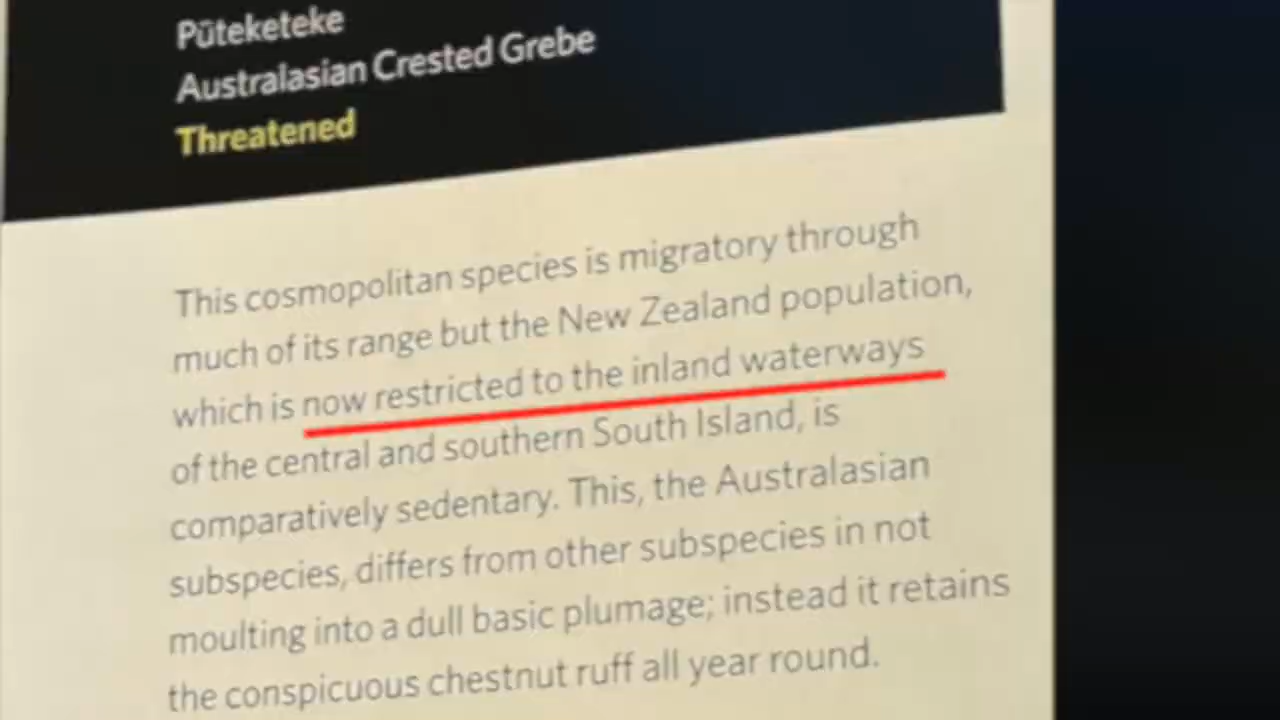 Pūteketeke
Australasian Crested Grebe
Threatened
This cosmopolitan species is migratory through
much of its range but the New Zealand population,
which is now restricted to the inland waterways
of the central and southern South Island, is
comparatively sedentary. This, the Australasian
subspecies, differs from other subspecies in not
moulting into a dull basic plumage; instead it retains
the conspicuous chestnut ruff all year round.